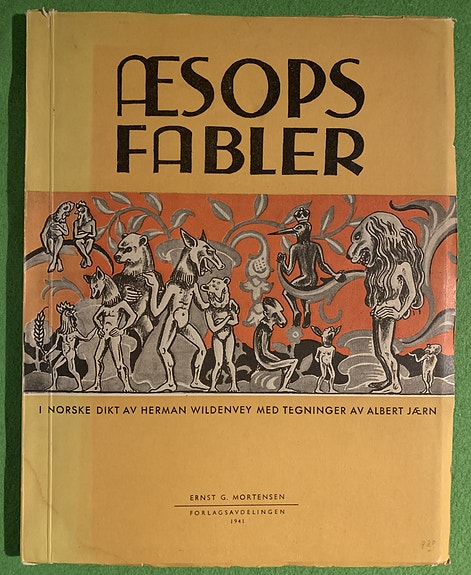 ÆSOPS
FABLER
I NORSKE DIKT AV HERMAN WILDENVEY MED TEGNINGER AV ALBERT JÆRN
ERNST G. MORTENSEN
FORLAGSAVDELINGEN
1941